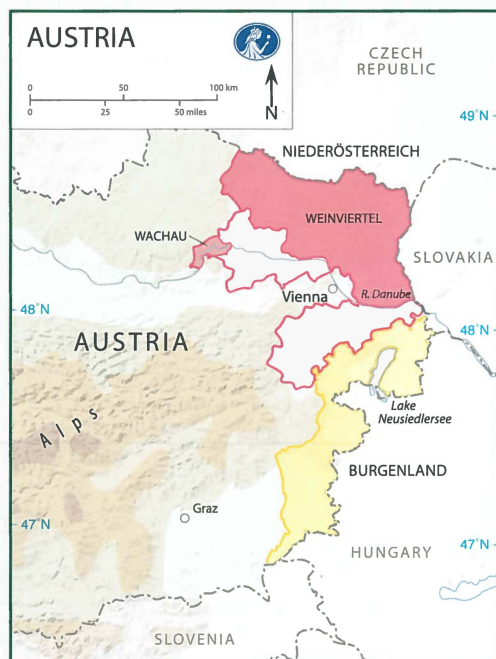 AUSTRIA
0 50 100 km
0 25 50 miles
N
CZECH
REPUBLIC
49°N
NIEDERÖSTERREICH
WEINVIERTEL
WACHAU
SLOVAKIA
Vienna
R. Danube
48°N
48°N
AUSTRIA
Alps
Lake
Neusiedlersee
BURGENLAND
Graz
47°N
47°N
HUNGARY
SLOVENIA